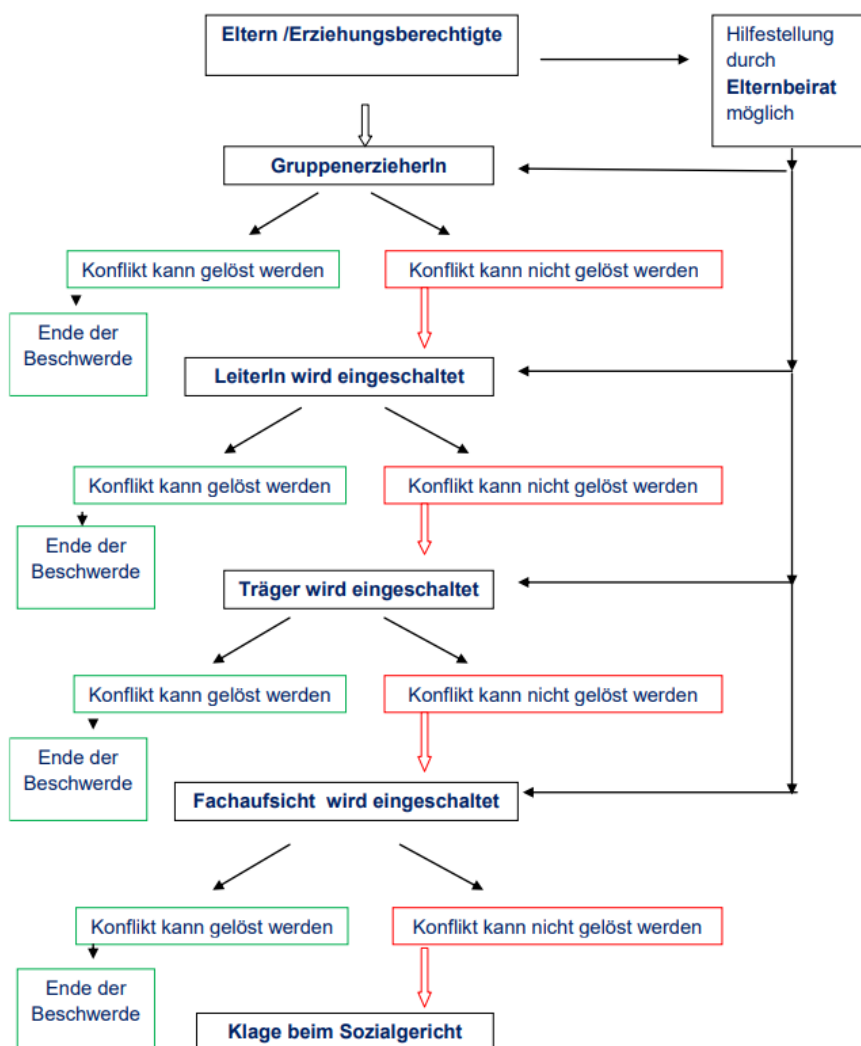 Eltern /Erziehungsberechtigte
Hilfestellung
durch
Elternbeirat
möglich
GruppenerzieherIn
Konflikt kann gelöst werden
Konflikt kann nicht gelöst werden
Ende der
Beschwerde
LeiterIn wird eingeschaltet
Konflikt kann gelöst werden
Konflikt kann nicht gelöst werden
Ende der
Beschwerde
Träger wird eingeschaltet
Konflikt kann gelöst werden
Konflikt kann nicht gelöst werden
Ende der
Beschwerde
Fachaufsicht wird eingeschaltet
Konflikt kann gelöst werden
Konflikt kann nicht gelöst werden
Ende der
Beschwerde
Klage beim Sozialgericht